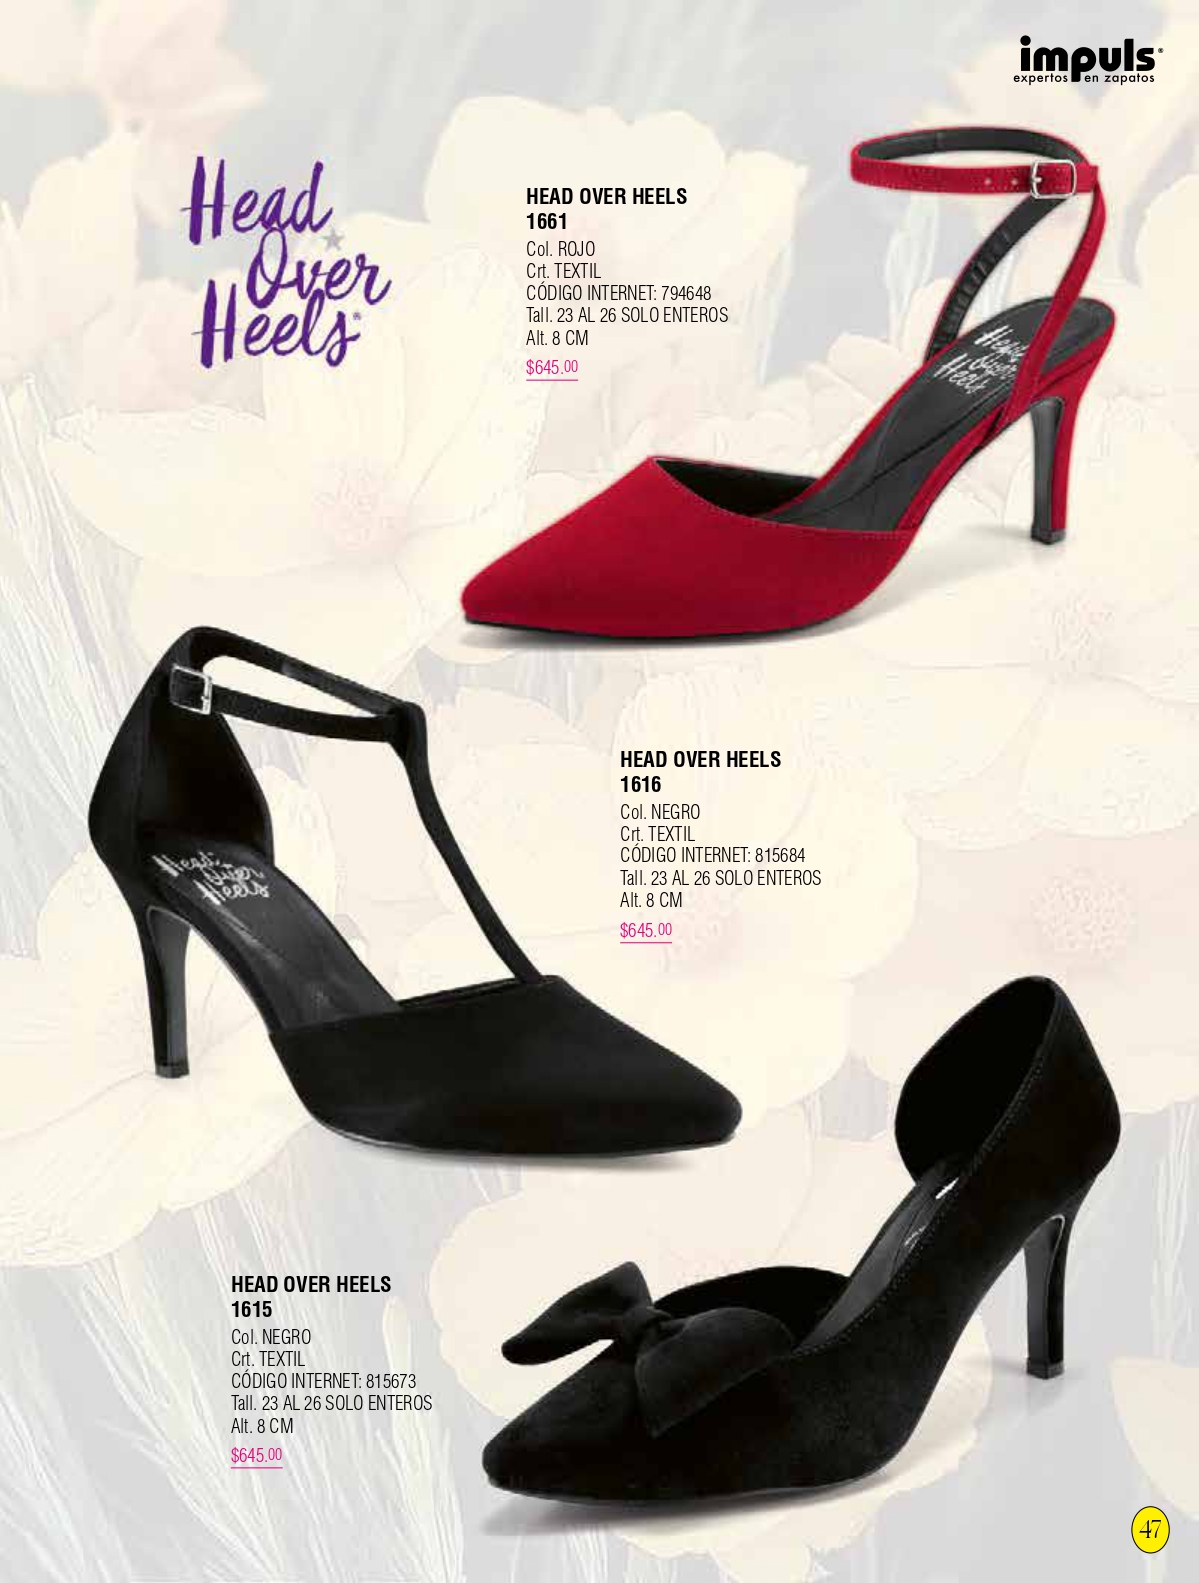 impuls®
expertos en zapatos
Head
Over
Heels®
HEAD OVER HEELS
1661
Col. ROJO
Crt. TEXTIL
CÓDIGO INTERNET: 794648
Tall. 23 AL 26 SOLO ENTEROS
Alt. 8 CM
$645.00
Head
Over
Heels
HEAD OVER HEELS
1616
Col. NEGRO
Crt. TEXTIL
CÓDIGO INTERNET: 815684
Tall. 23 AL 26 SOLO ENTEROS
Alt. 8 CM
$645.00
Head
Over
Heels
HEAD OVER HEELS
1615
Col. NEGRO
Crt. TEXTIL
CÓDIGO INTERNET: 815673
Tall. 23 AL 26 SOLO ENTEROS
Alt. 8 CM
$645.00
47